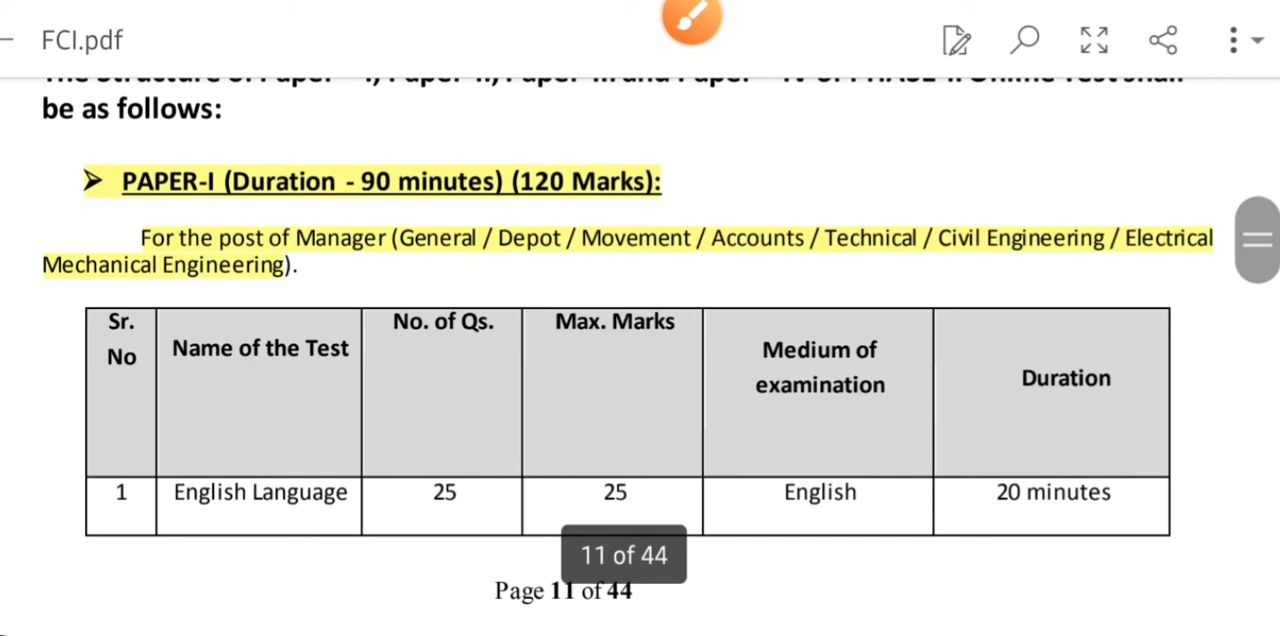 FCI.pdf
be as follows:
➤ PAPER-I (Duration - 90 minutes) (120 Marks):
For the post of Manager (General / Depot / Movement / Accounts / Technical / Civil Engineering / Electrical
Mechanical Engineering).
Sr. No | Name of the Test | No. of Qs. | Max. Marks | Medium of examination | Duration
1 | English Language | 25 | 25 | English | 20 minutes
11 of 44
Page 11 of 44